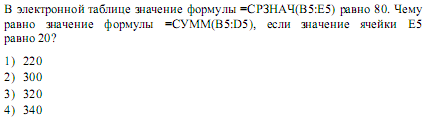 В электронной таблице значение формулы =СРЗНАЧ(B5:E5) равно 80. Чему
равно значение формулы =СУММ(B5:D5), если значение ячейки E5
равно 20?
1) 220
2) 300
3) 320
4) 340